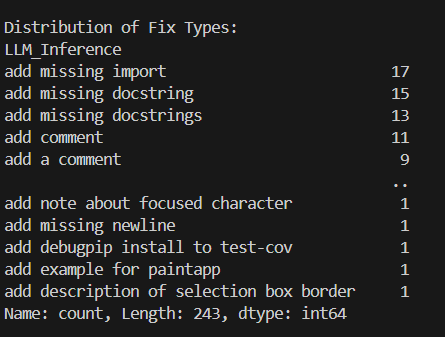 Distribution of Fix Types:
LLM_Inference
add missing import 17
add missing docstring 15
add missing docstrings 13
add comment 11
add a comment 9
..
add note about focused character 1
add missing newline 1
add debugpip install to test-cov 1
add example for paintapp 1
add description of selection box border 1
Name: count, Length: 243, dtype: int64